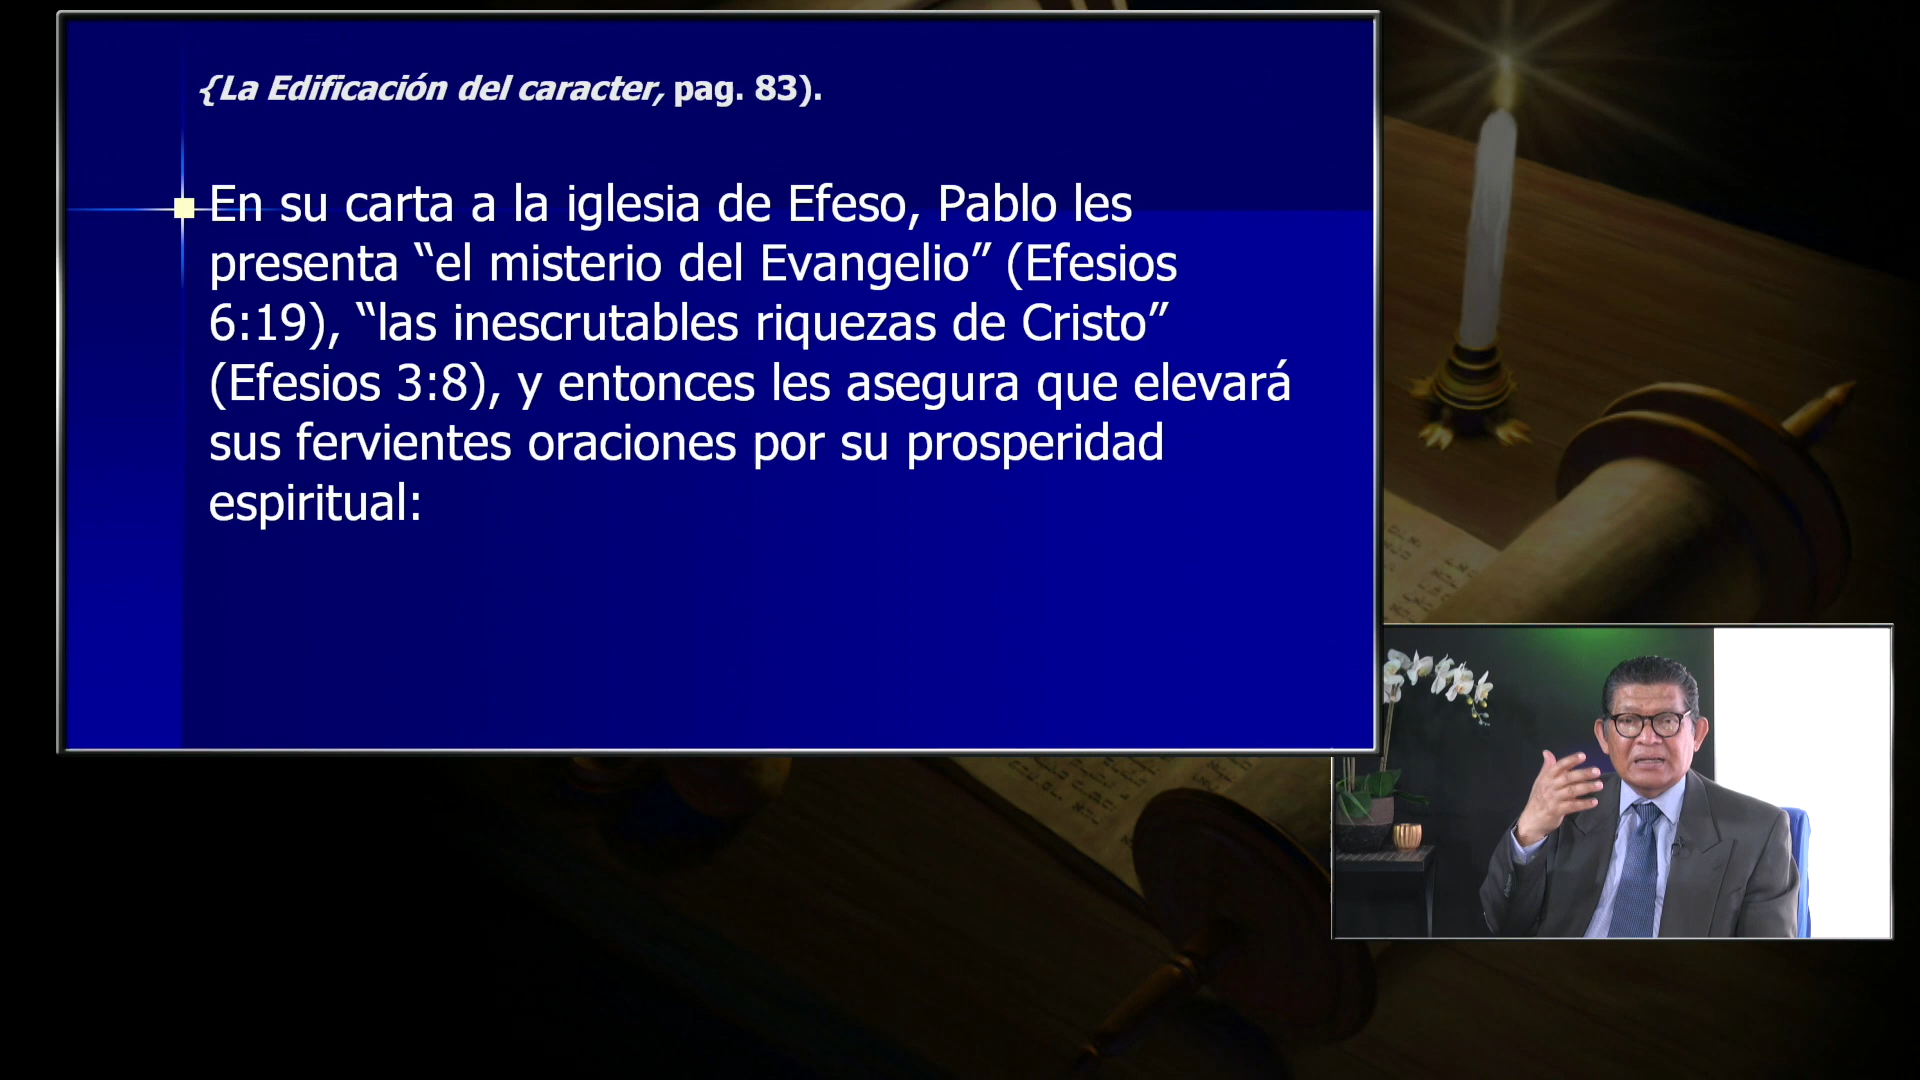 {La Edificación del caracter, pag. 83).
En su carta a la iglesia de Efeso, Pablo les
presenta “el misterio del Evangelio” (Efesios
6:19), “las inescrutables riquezas de Cristo”
(Efesios 3:8), y entonces les asegura que elevará
sus fervientes oraciones por su prosperidad
espiritual: